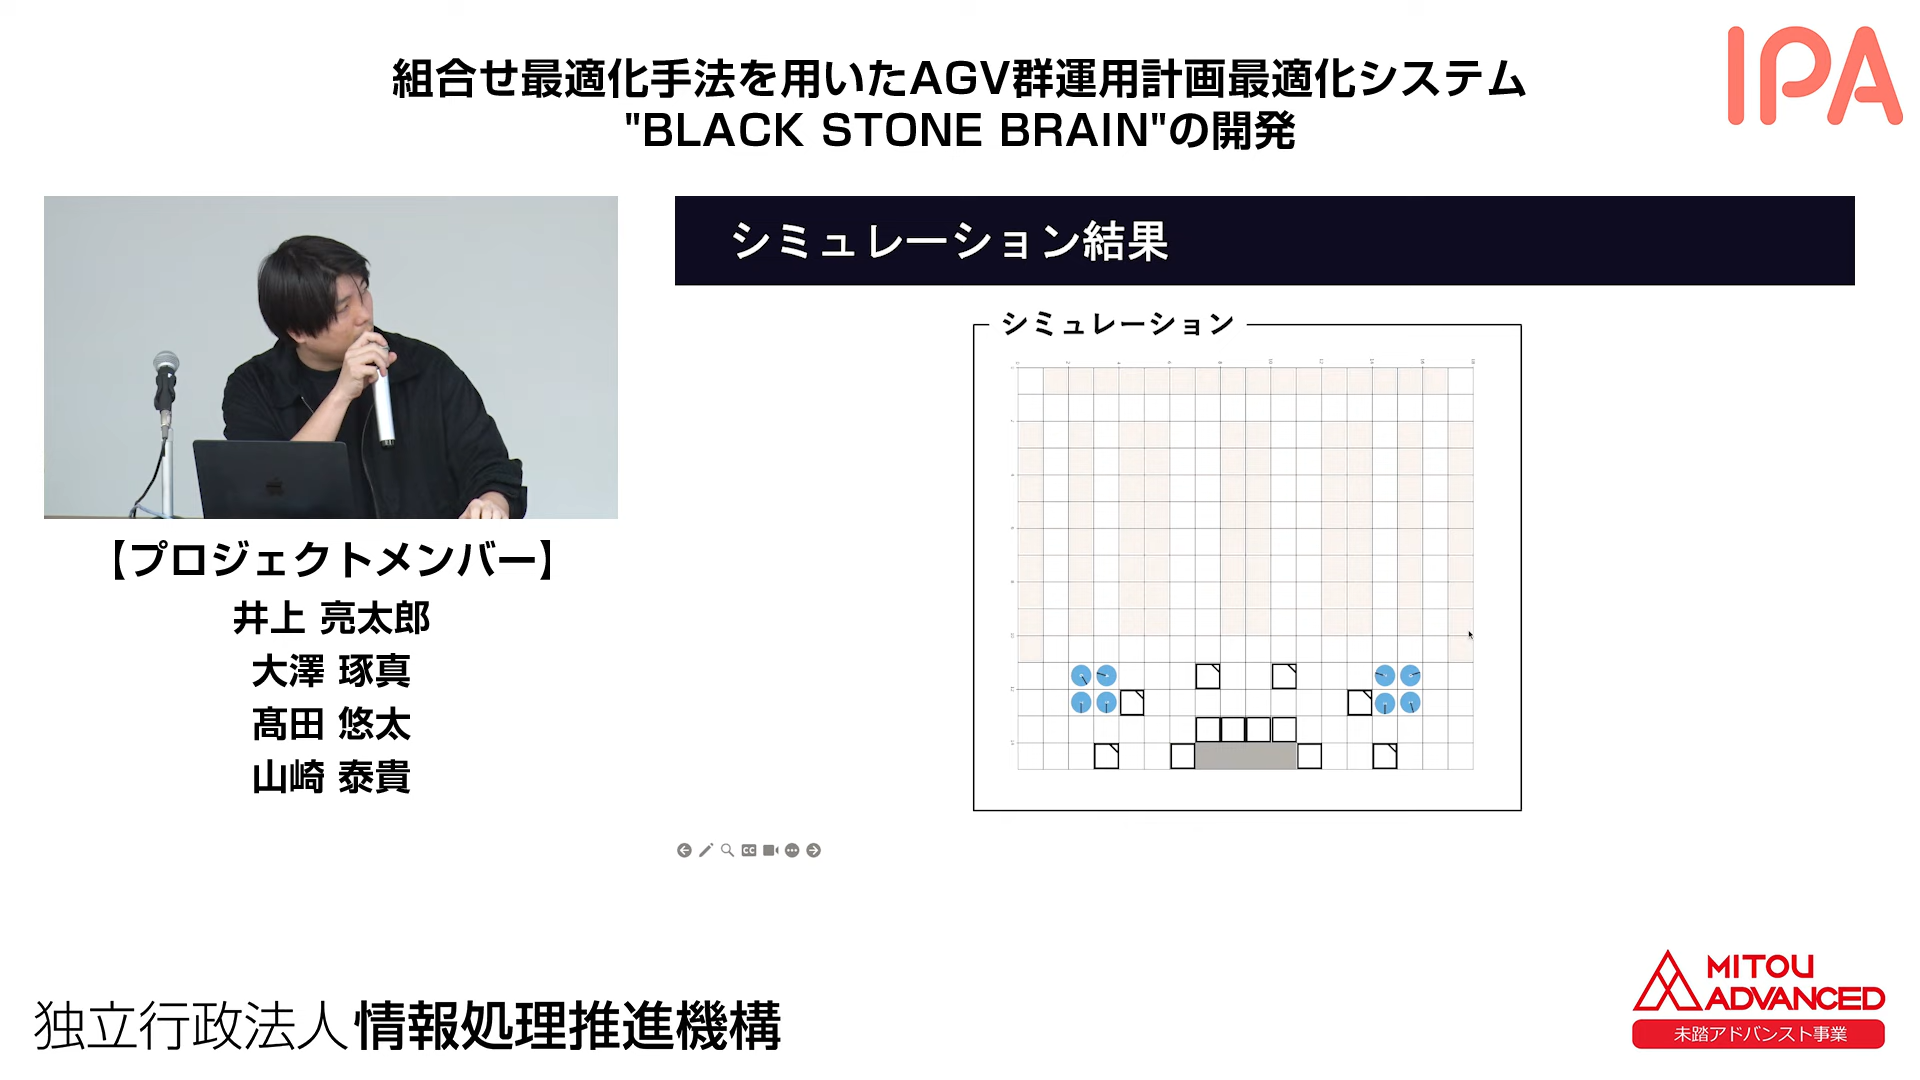 組合せ最適化手法を用いたAGV群運用計画最適化システム
"BLACK STONE BRAIN"の開発
IPA
シミュレーション結果
シミュレーション
【プロジェクトメンバー】
井上 亮太郎
大澤 琢真
髙田 悠太
山崎 泰貴
CC
独立行政法人情報処理推進機構
MITOU
ADVANCED
未踏アドバンスト事業